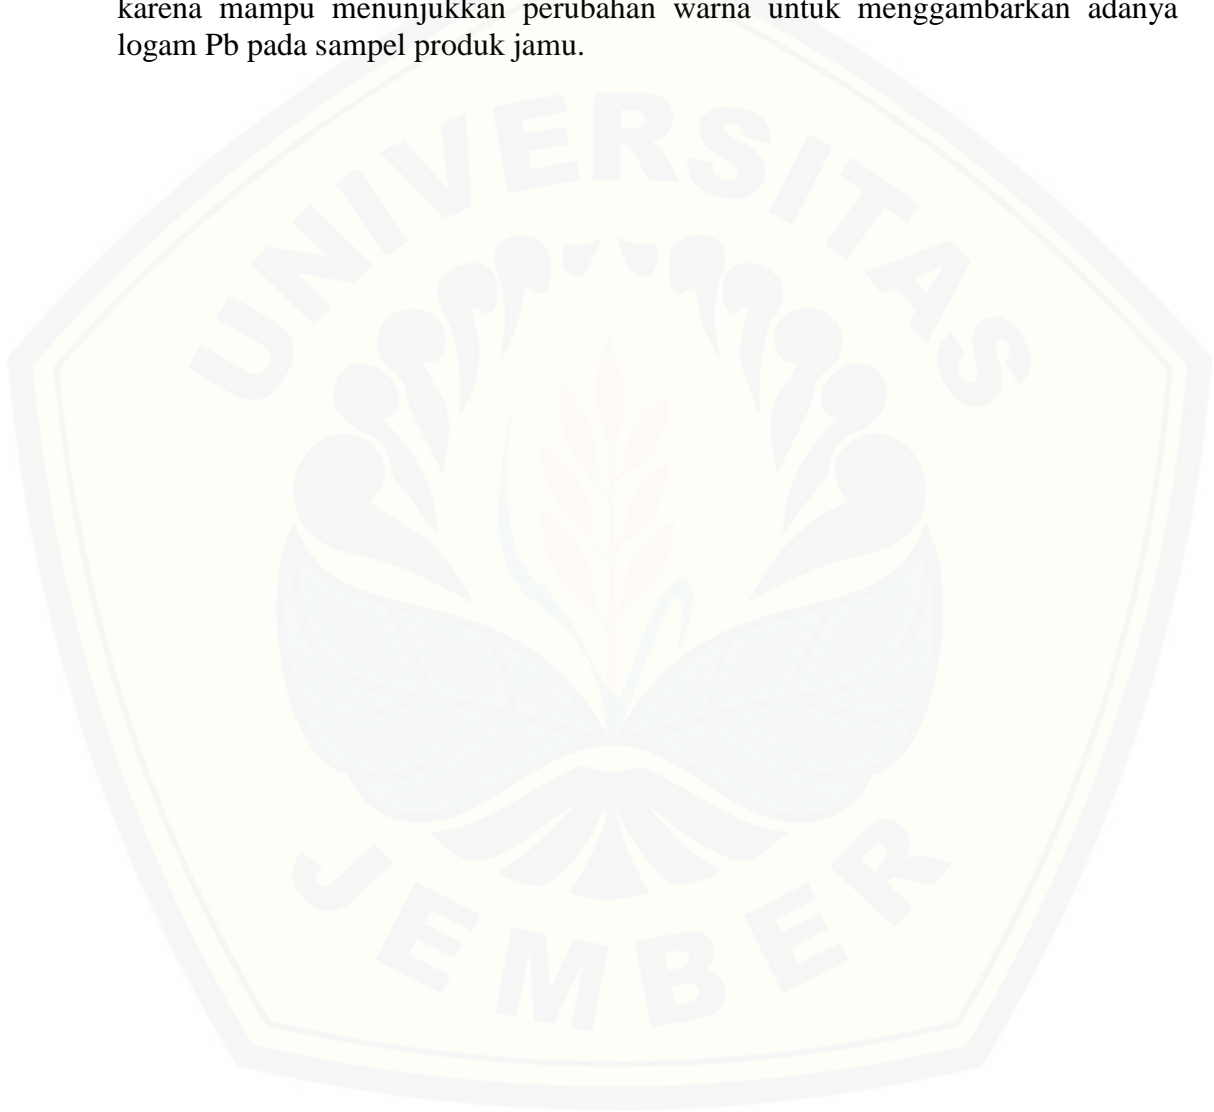 karena mampu menunjukkan perubahan warna untuk menggambarkan adanya
logam Pb pada sampel produk jamu.
UNIVERSITAS
JEMBER